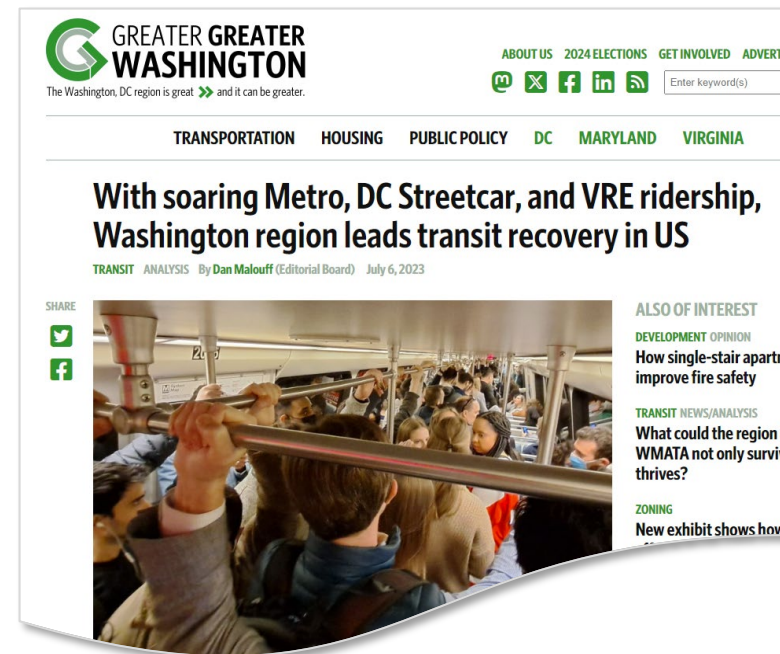 GREATER GREATER
WASHINGTON
The Washington, DC region is great >> and it can be greater.
ABOUT US 2024 ELECTIONS GET INVOLVED ADVERT
Enter keyword(s)
TRANSPORTATION HOUSING PUBLIC POLICY DC MARYLAND VIRGINIA
With soaring Metro, DC Streetcar, and VRE ridership,
Washington region leads transit recovery in US
TRANSIT ANALYSIS By Dan Malouff (Editorial Board) July 6, 2023
SHARE
ALSO OF INTEREST
DEVELOPMENT OPINION
How single-stair apart
improve fire safety
TRANSIT NEWS/ANALYSIS
What could the region
WMATA not only surviv
thrives?
ZONING
New exhibit shows how